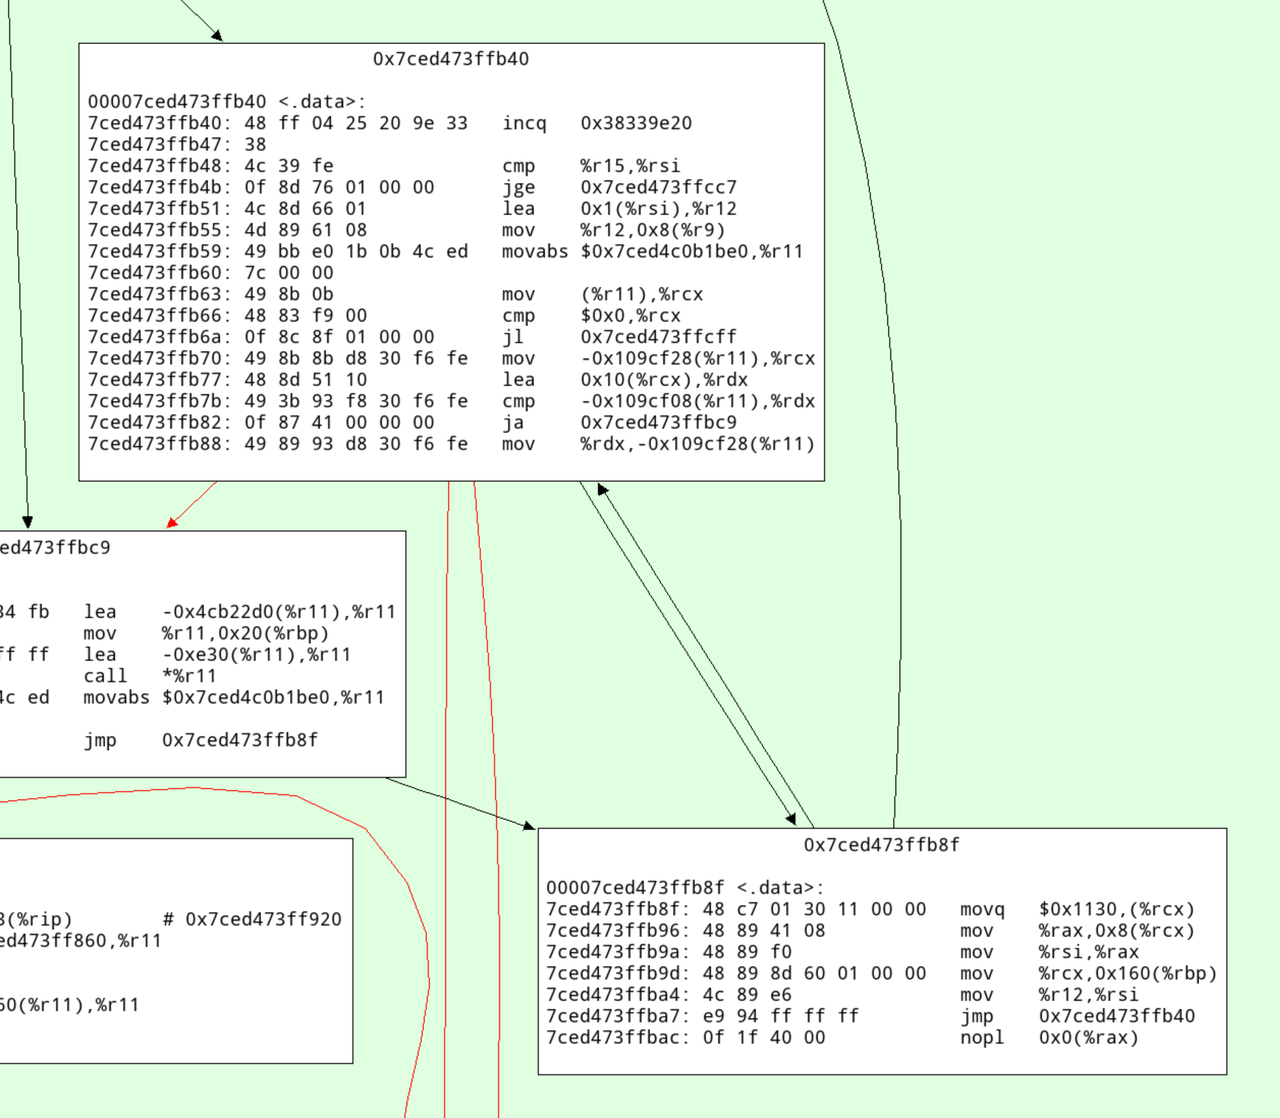 0x7ced473ffb40
00007ced473ffb40 <.data>:
7ced473ffb40: 48 ff 04 25 20 9e 33 incq 0x38339e20
7ced473ffb47: 38
7ced473ffb48: 4c 39 fe cmp %r15,%rsi
7ced473ffb4b: 0f 8d 76 01 00 00 jge 0x7ced473ffcc7
7ced473ffb51: 4c 8d 66 01 lea 0x1(%rsi),%r12
7ced473ffb55: 4d 89 61 08 mov %r12,0x8(%r9)
7ced473ffb59: 49 bb e0 1b 0b 4c ed movabs $0x7ced4c0b1be0,%r11
7ced473ffb60: 7c 00 00
7ced473ffb63: 49 8b 0b mov (%r11),%rcx
7ced473ffb66: 48 83 f9 00 cmp $0x0,%rcx
7ced473ffb6a: 0f 8c 8f 01 00 00 jl 0x7ced473ffcff
7ced473ffb70: 49 8b 8b d8 30 f6 fe mov -0x109cf28(%r11),%rcx
7ced473ffb77: 48 8d 51 10 lea 0x10(%rcx),%rdx
7ced473ffb7b: 49 3b 93 f8 30 f6 fe cmp -0x109cf08(%r11),%rdx
7ced473ffb82: 0f 87 41 00 00 00 ja 0x7ced473ffbc9
7ced473ffb88: 49 89 93 d8 30 f6 fe mov %rdx,-0x109cf28(%r11)
ed473ffbc9
34 fb lea -0x4cb22d0(%r11),%r11
mov %r11,0x20(%rbp)
ff ff lea -0xe30(%r11),%r11
call *%r11
4c ed movabs $0x7ced4c0b1be0,%r11
jmp 0x7ced473ffb8f
(%rip) # 0x7ced473ff920
ed473ff860,%r11
60(%r11),%r11
0x7ced473ffb8f
00007ced473ffb8f <.data>:
7ced473ffb8f: 48 c7 01 30 11 00 00 movq $0x1130,(%rcx)
7ced473ffb96: 48 89 41 08 mov %rax,0x8(%rcx)
7ced473ffb9a: 48 89 f0 mov %rsi,%rax
7ced473ffb9d: 48 89 8d 60 01 00 00 mov %rcx,0x160(%rbp)
7ced473ffba4: 4c 89 e6 mov %r12,%rsi
7ced473ffba7: e9 94 ff ff ff jmp 0x7ced473ffb40
7ced473ffbac: 0f 1f 40 00 nopl 0x0(%rax)